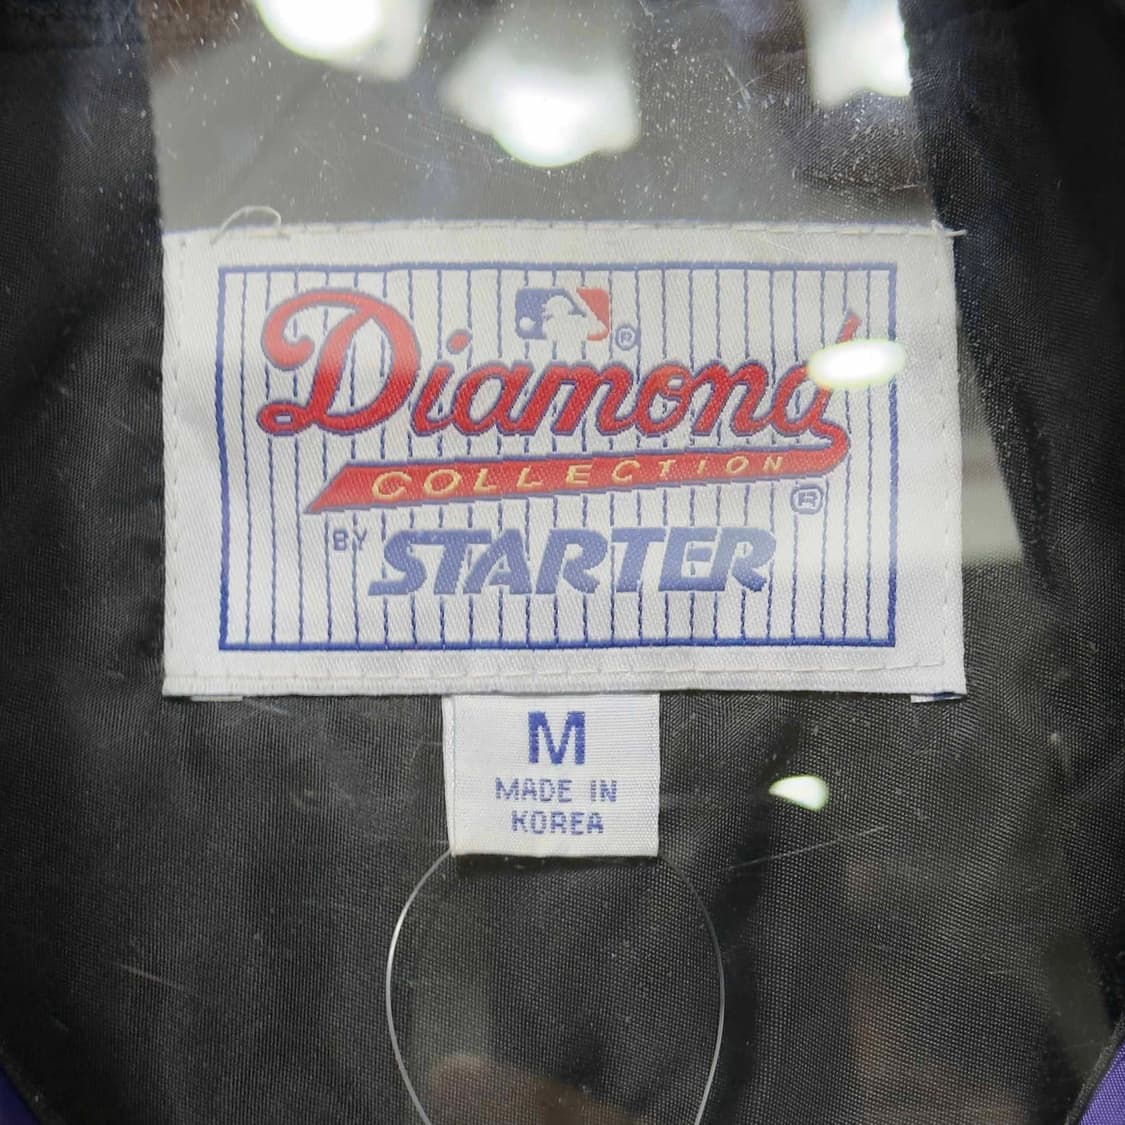 Diamond
COLLECTION
®
BY STARTER
M
MADE IN
KOREA